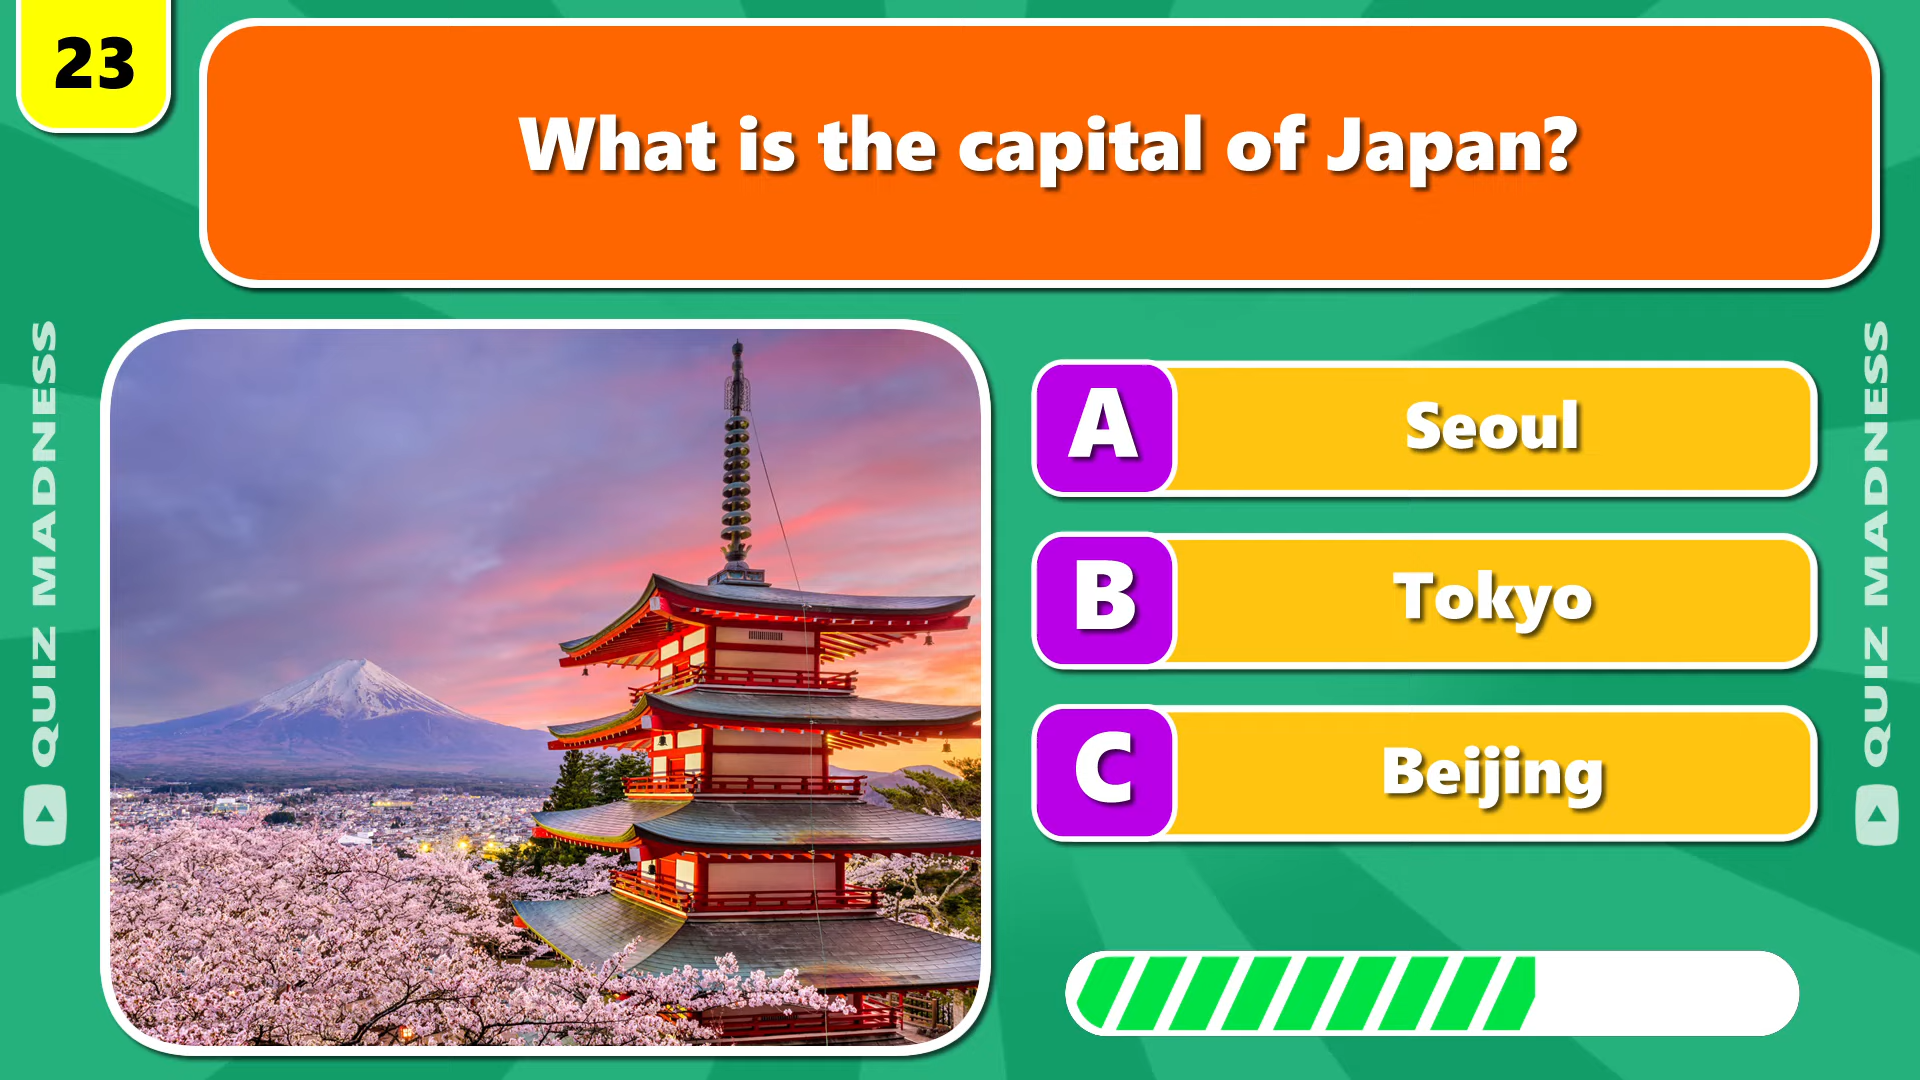 23
What is the capital of Japan?
QUIZ MADNESS
A
Seoul
B
Tokyo
C
Beijing
QUIZ MADNESS